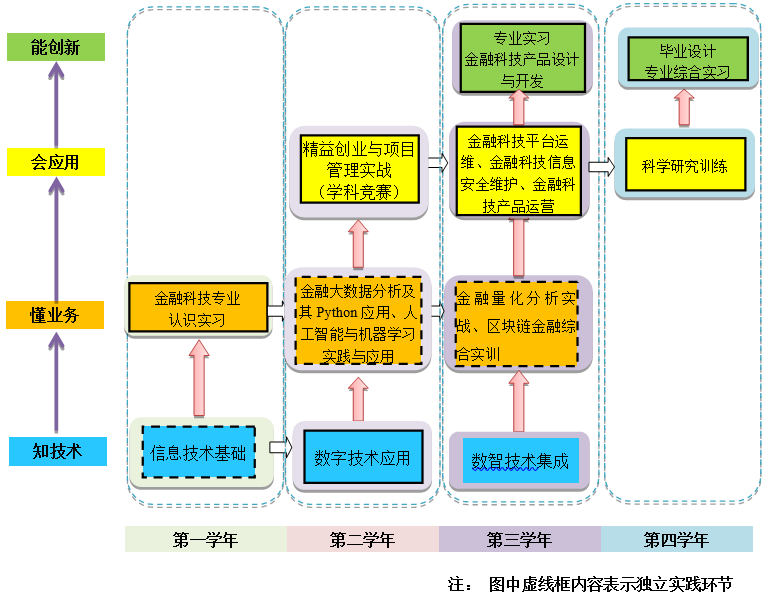 能创新
专业实习
金融科技产品设计
与开发
毕业设计
专业综合实习
会应用
精益创业与项目
管理实战
（学科竞赛）
金融科技平台运
维、金融科技信息
安全维护、金融科
技产品运营
科学研究训练
懂业务
金融科技专业
认识实习
金融大数据分析及
其 Python 应用、人
工智能与机器学习
实践与应用
金融量化分析实
战、区块链金融综
合实训
知技术
信息技术基础
数字技术应用
数智技术集成
第一学年
第二学年
第三学年
第四学年
注： 图中虚线框内容表示独立实践环节